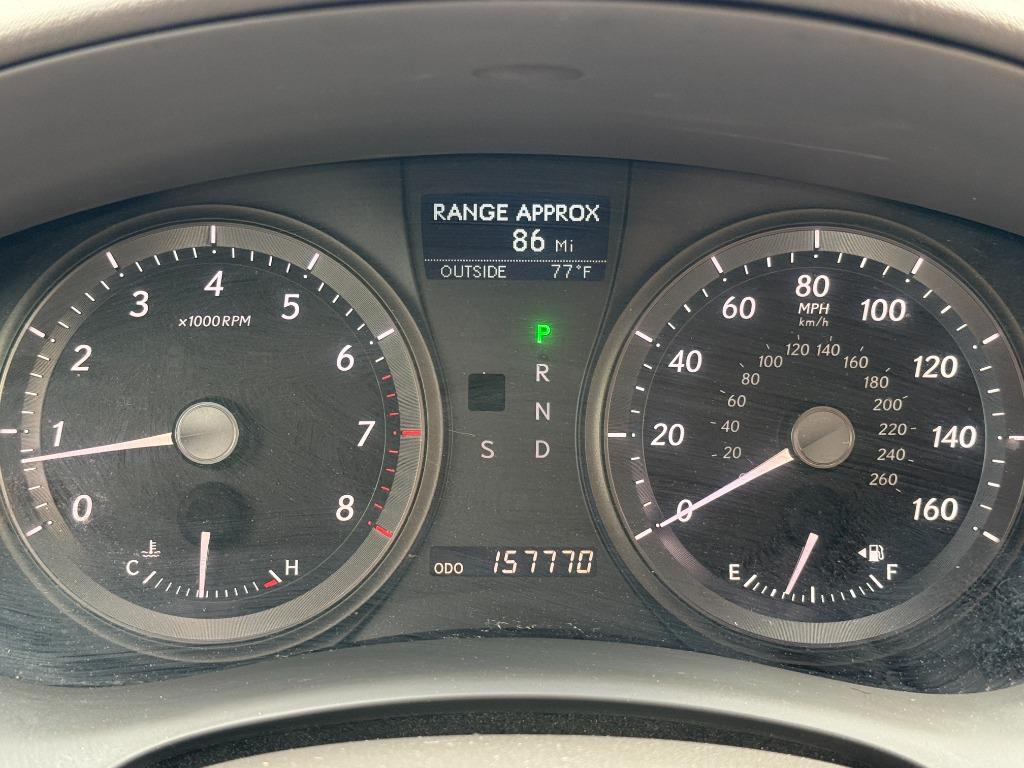 RANGE APPROX
86 Mi
OUTSIDE 77°F
0
1
2
3
4
5
6
7
8
x1000RPM
C
H
P
R
N
S D
ODO 157770
0
20
40
60
80
100
120
140
160
MPH
km/h
20
40
60
80
100
120
140
160
180
200
220
240
260
E
F